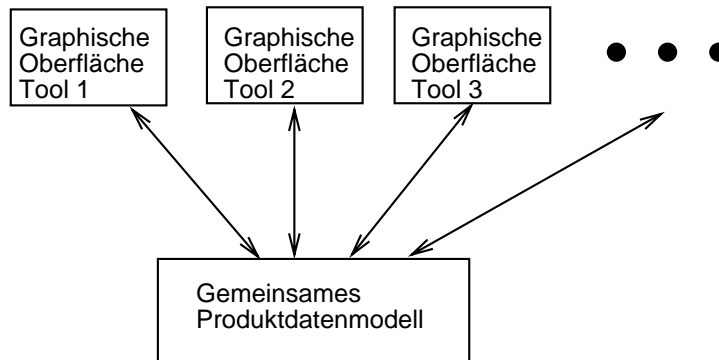 Graphische
Oberfläche
Tool 1
Graphische
Oberfläche
Tool 2
Graphische
Oberfläche
Tool 3
Gemeinsames
Produktdatenmodell